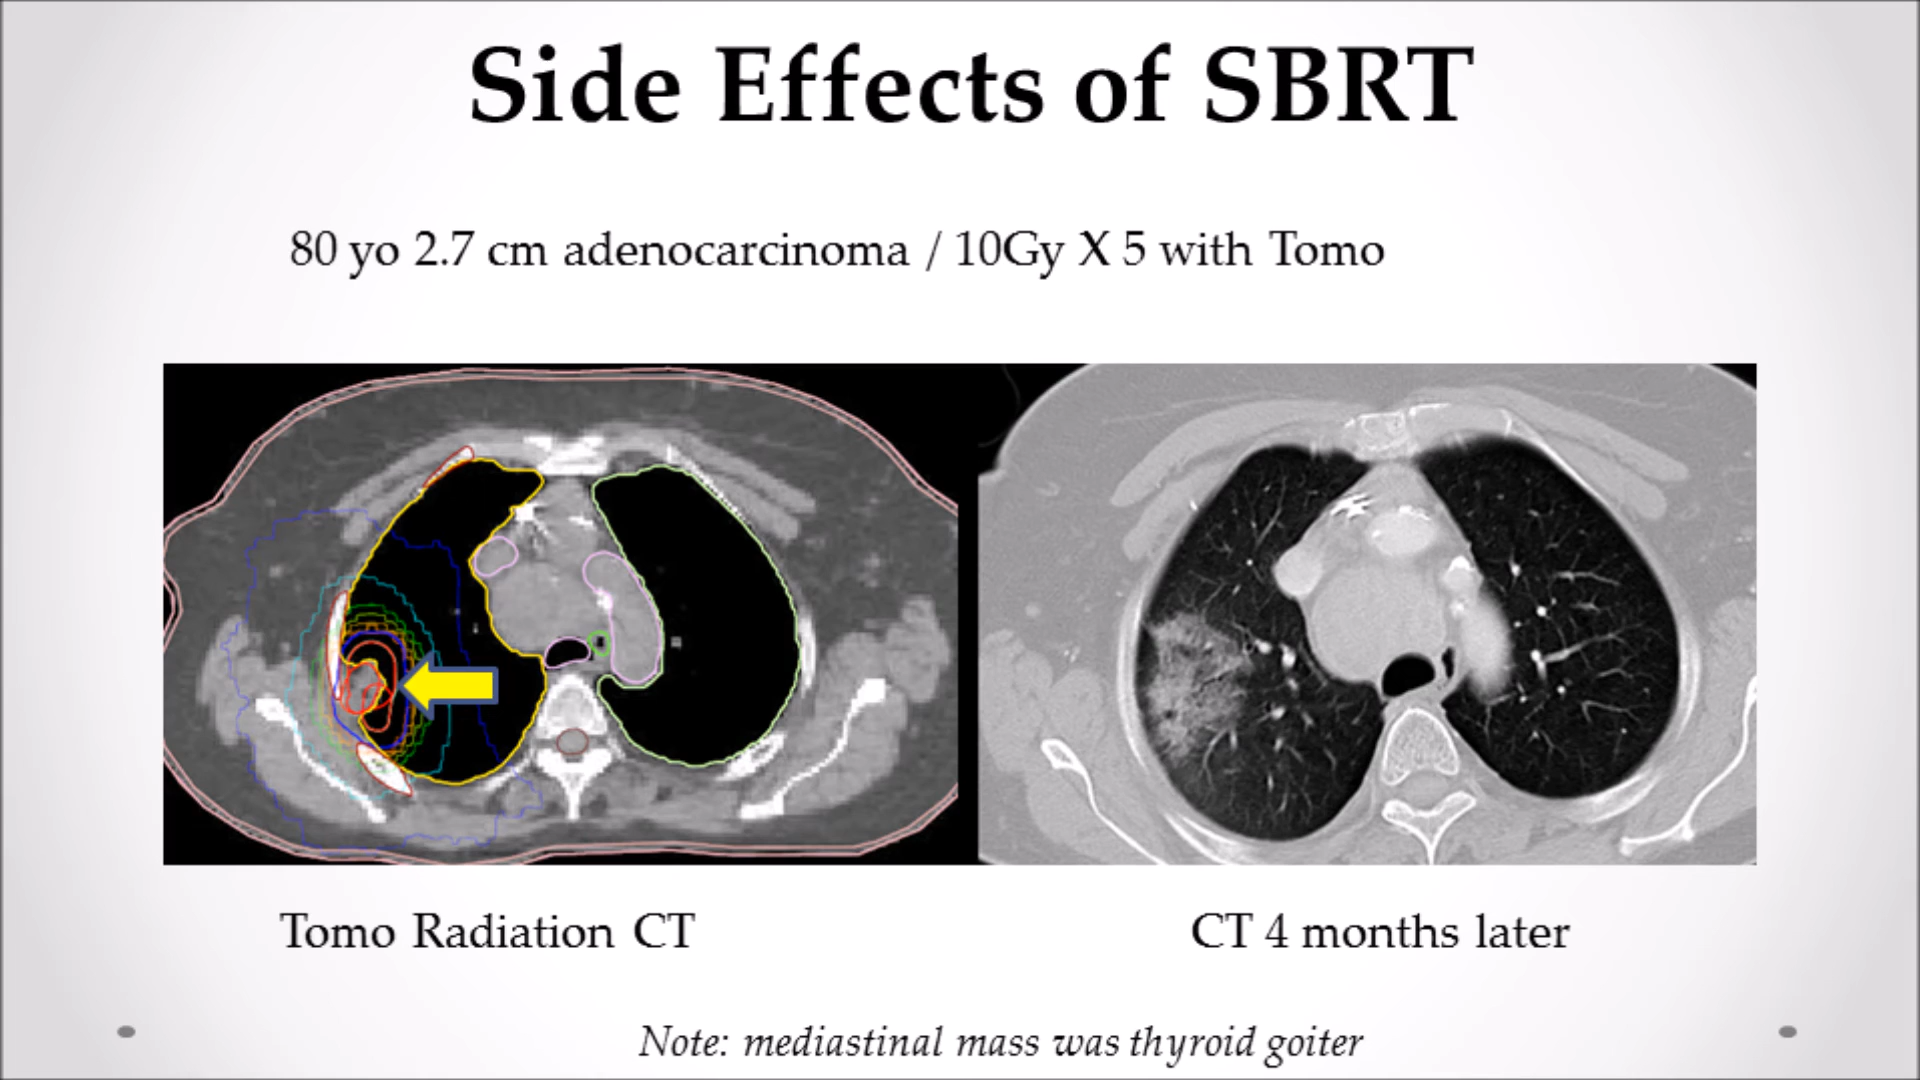 Side Effects of SBRT
80 yo 2.7 cm adenocarcinoma / 10Gy X 5 with Tomo
Tomo Radiation CT
CT 4 months later
Note: mediastinal mass was thyroid goiter